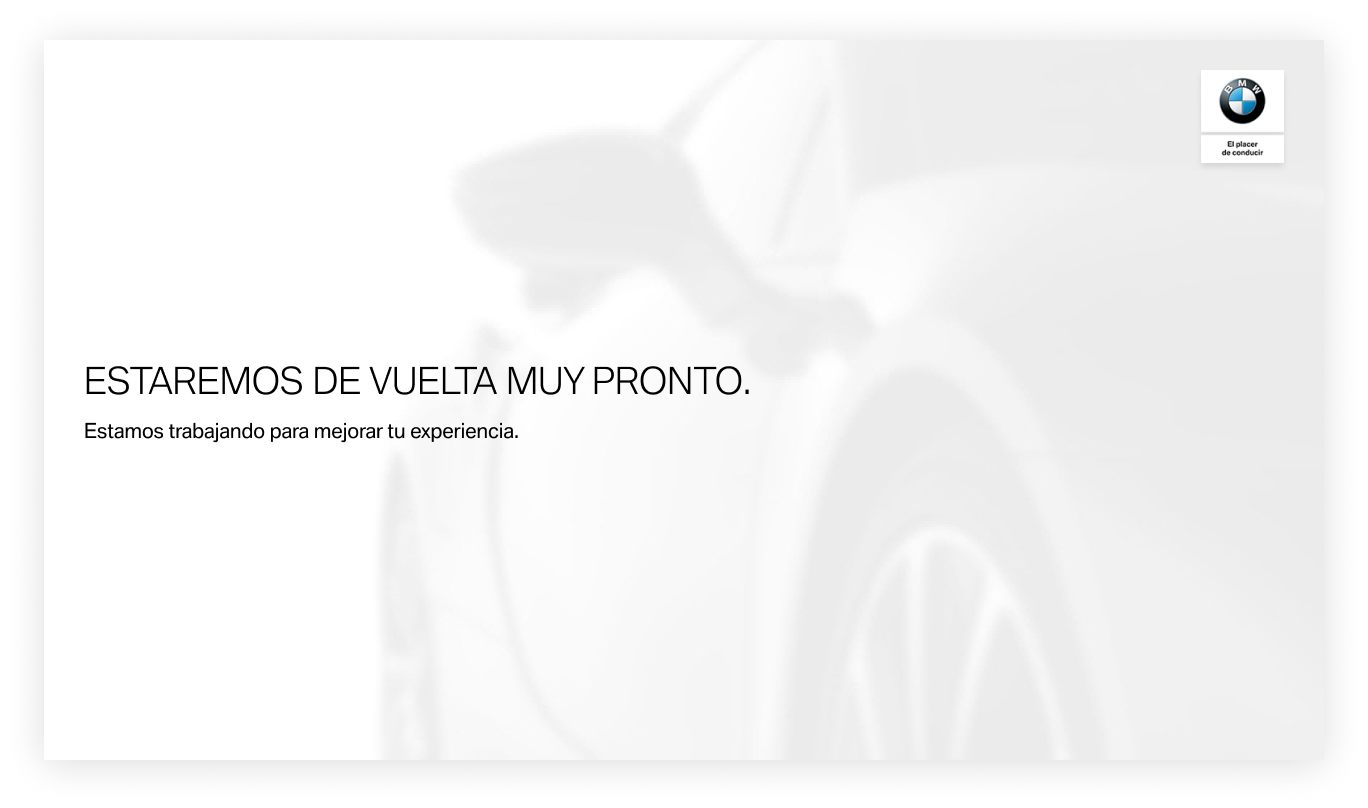 BMW
El placer
de conducir
ESTAREMOS DE VUELTA MUY PRONTO.
Estamos trabajando para mejorar tu experiencia.